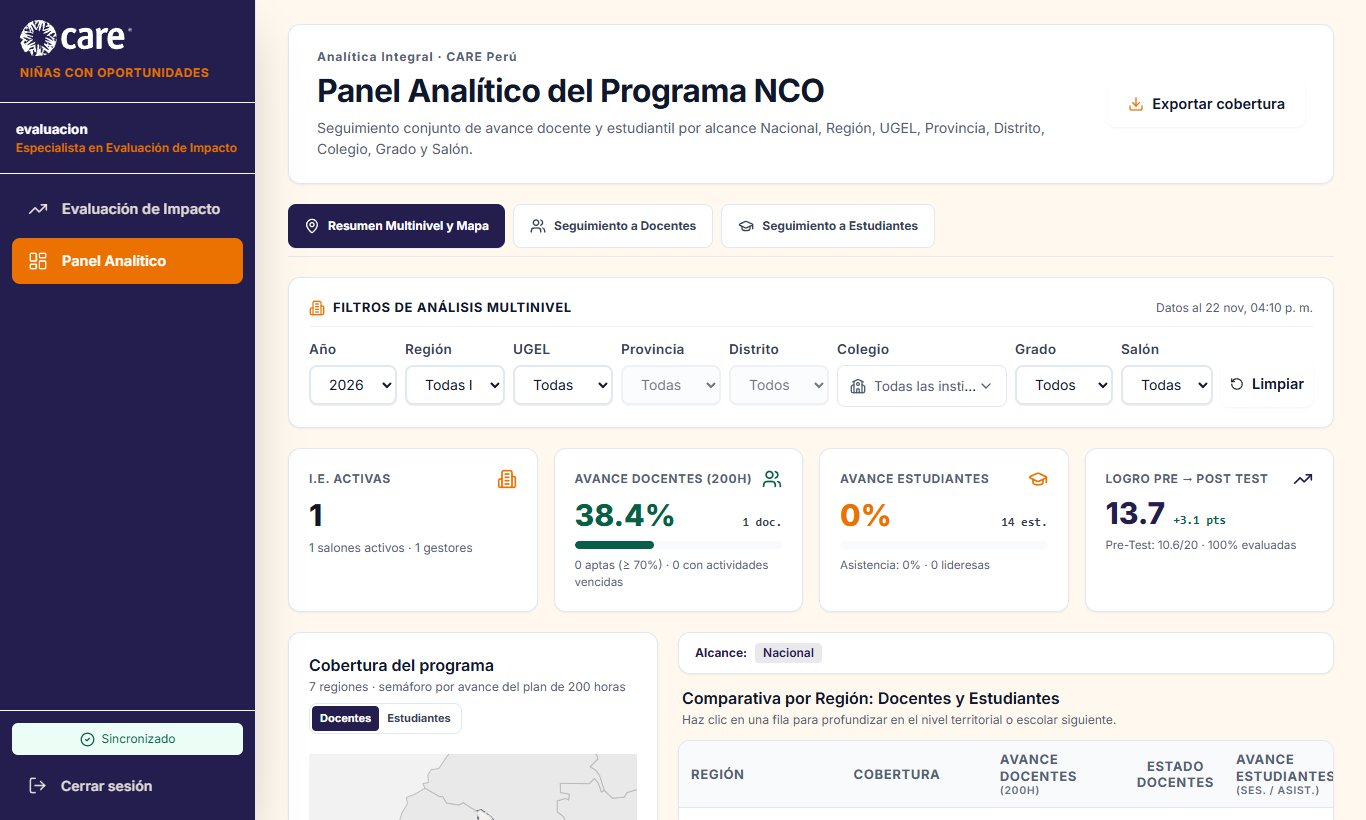 care
NIÑAS CON OPORTUNIDADES
evaluacion
Especialista en Evaluación de Impacto
Evaluación de Impacto
Panel Analítico
Sincronizado
Cerrar sesión
Analítica Integral · CARE Perú
Panel Analítico del Programa NCO
Seguimiento conjunto de avance docente y estudiantil por alcance Nacional, Región, UGEL, Provincia, Distrito,
Colegio, Grado y Salón.
Exportar cobertura
Resumen Multinivel y Mapa
Seguimiento a Docentes
Seguimiento a Estudiantes
FILTROS DE ANÁLISIS MULTINIVEL
Datos al 22 nov, 04:10 p. m.
Año
Región
UGEL
Provincia
Distrito
Colegio
Grado
Salón
2026
Todas l
Todas
Todas
Todos
Todas las insti...
Todos
Todas
Limpiar
I.E. ACTIVAS
1
1 salones activos · 1 gestores
AVANCE DOCENTES (200H)
38.4%
1 doc.
0 aptas (≥ 70%) · 0 con actividades
vencidas
AVANCE ESTUDIANTES
0%
14 est.
Asistencia: 0% · 0 lideresas
LOGRO PRE → POST TEST
13.7 +3.1 pts
Pre-Test: 10.6/20 · 100% evaluadas
Cobertura del programa
7 regiones · semáforo por avance del plan de 200 horas
Docentes
Estudiantes
Alcance: Nacional
Comparativa por Región: Docentes y Estudiantes
Haz clic en una fila para profundizar en el nivel territorial o escolar siguiente.
REGIÓN
COBERTURA
AVANCE
DOCENTES
(200H)
ESTADO
DOCENTES
AVANCE
ESTUDIANTES
(SES. / ASIST.)